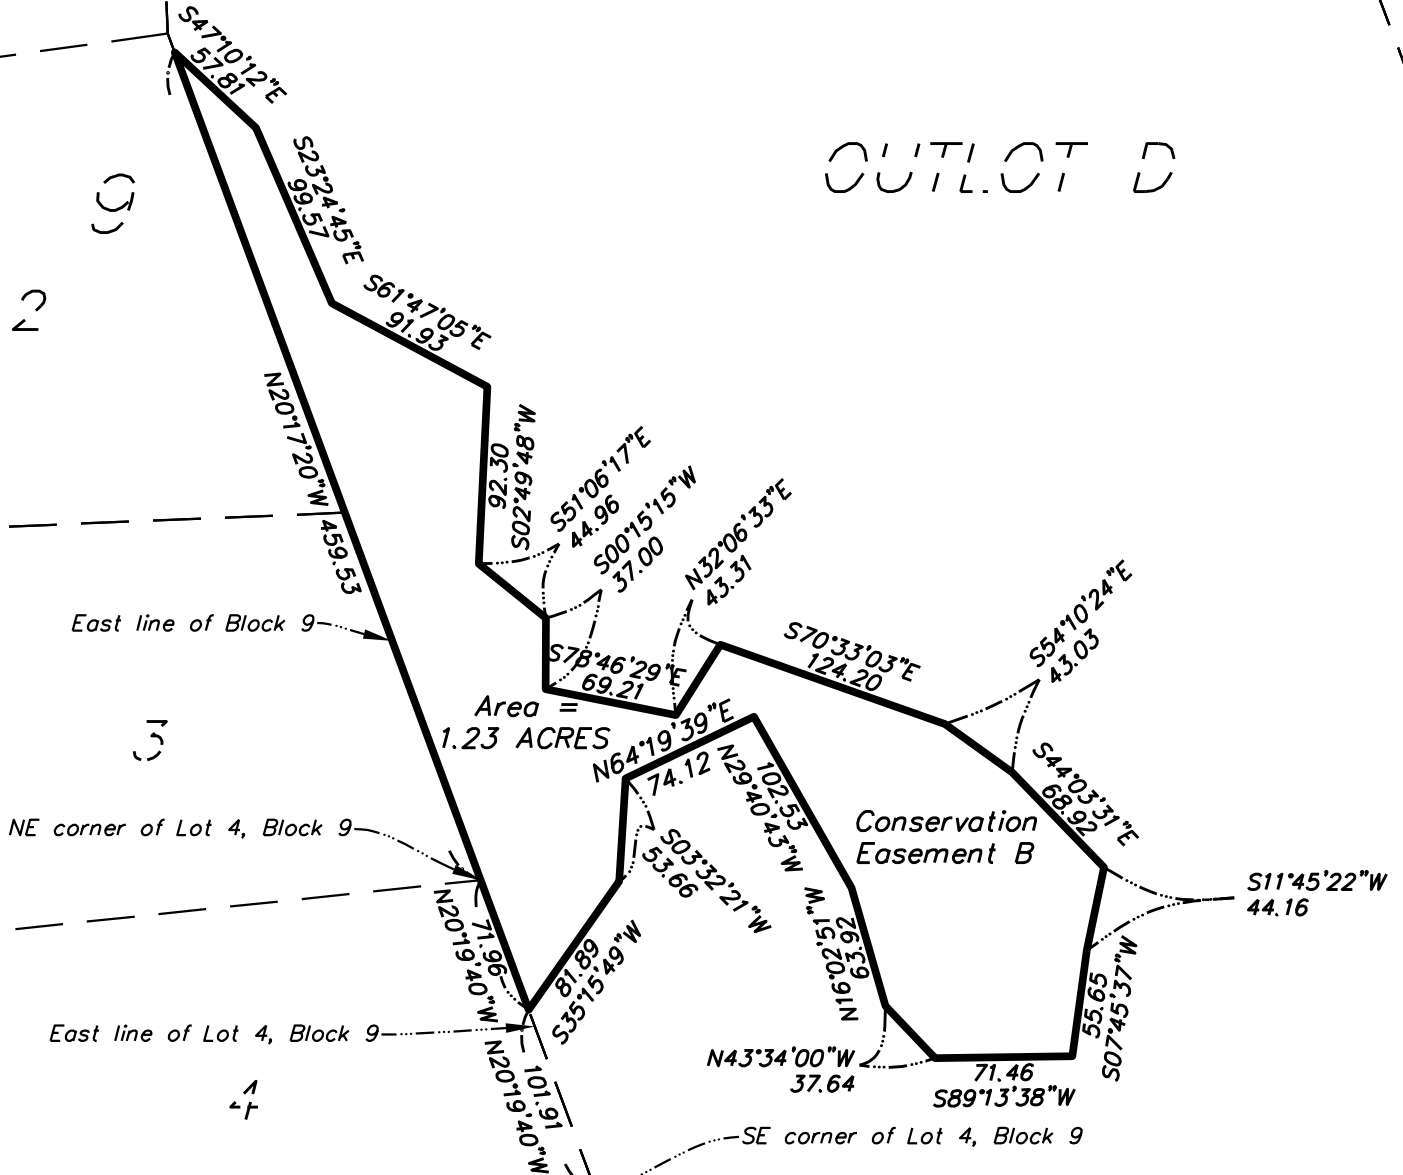 S47°10'12"E
57.81
OUTLOT D
9
S23°24'45"E
99.57
2
S61°47'05"E
91.93
N20°17'20"W 459.53
92.30
S02°49'48"W
S51°06'17"E
44.96
S00°15'15"W
37.00
N32°06'33"E
43.31
S54°10'24"E
43.03
East line of Block 9
S78°46'29"E
69.21
S70°33'03"E
124.20
Area =
1.23 ACRES
3
N64°19'39"E
74.12
102.53
N29°40'43"W
S44°03'31"E
68.92
Conservation
Easement B
NE corner of Lot 4, Block 9
S03°32'21"W
53.66
S11°45'22"W
44.16
71.96
N20°19'40"W
81.89
S35°15'49"W
63.92
N16°02'51"W
55.65
S07°45'37"W
East line of Lot 4, Block 9
N43°34'00"W
37.64
71.46
S89°13'38"W
4
101.91
N20°19'40"W
SE corner of Lot 4, Block 9